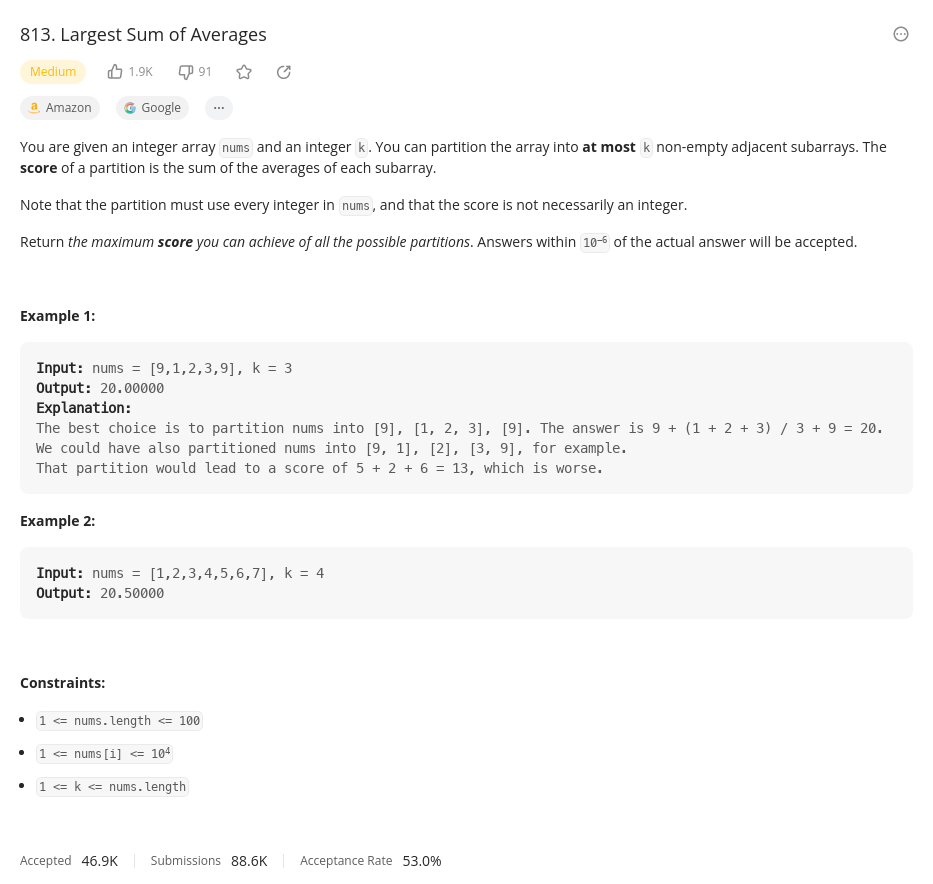 813. Largest Sum of Averages
Medium 1.9K 91
Amazon Google ...
You are given an integer array nums and an integer k. You can partition the array into at most k non-empty adjacent subarrays. The
score of a partition is the sum of the averages of each subarray.
Note that the partition must use every integer in nums, and that the score is not necessarily an integer.
Return the maximum score you can achieve of all the possible partitions. Answers within 10⁻⁶ of the actual answer will be accepted.
Example 1:
Input: nums = [9,1,2,3,9], k = 3
Output: 20.00000
Explanation:
The best choice is to partition nums into [9], [1, 2, 3], [9]. The answer is 9 + (1 + 2 + 3) / 3 + 9 = 20.
We could have also partitioned nums into [9, 1], [2], [3, 9], for example.
That partition would lead to a score of 5 + 2 + 6 = 13, which is worse.
Example 2:
Input: nums = [1,2,3,4,5,6,7], k = 4
Output: 20.50000
Constraints:
• 1 <= nums.length <= 100
• 1 <= nums[i] <= 10⁴
• 1 <= k <= nums.length
Accepted 46.9K Submissions 88.6K Acceptance Rate 53.0%